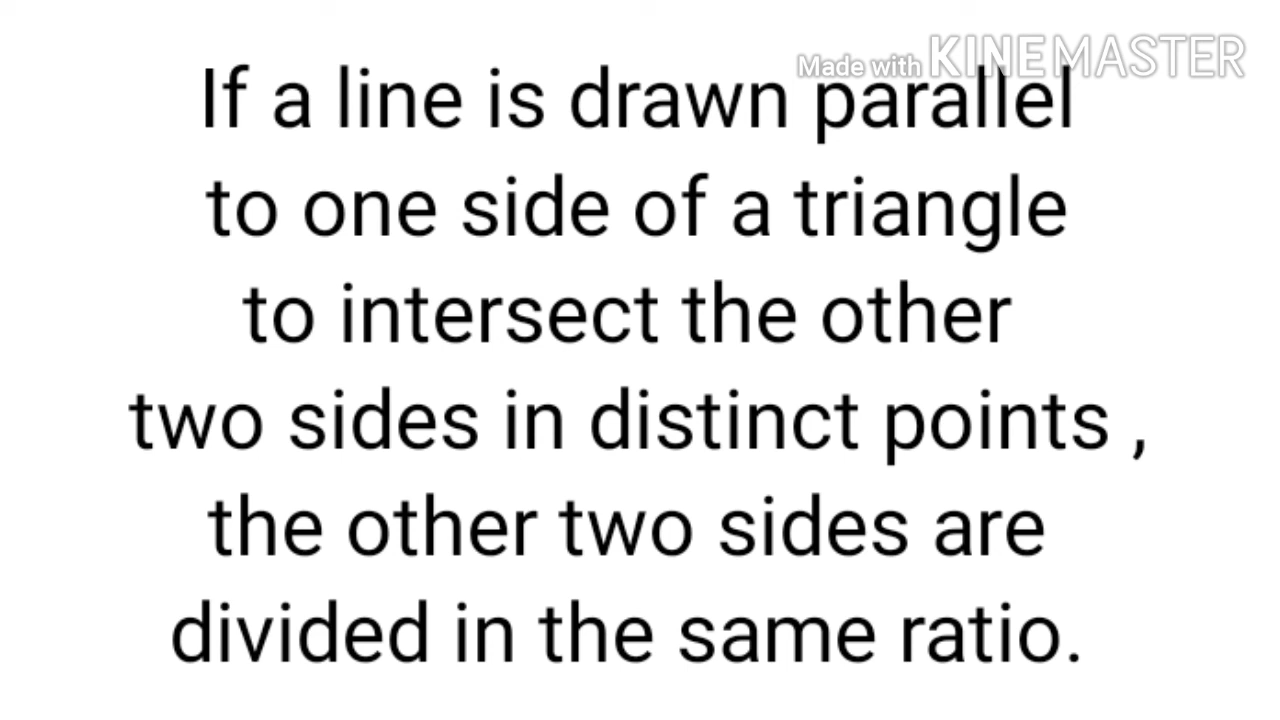 Made with KINEMASTER
If a line is drawn parallel
to one side of a triangle
to intersect the other
two sides in distinct points ,
the other two sides are
divided in the same ratio.